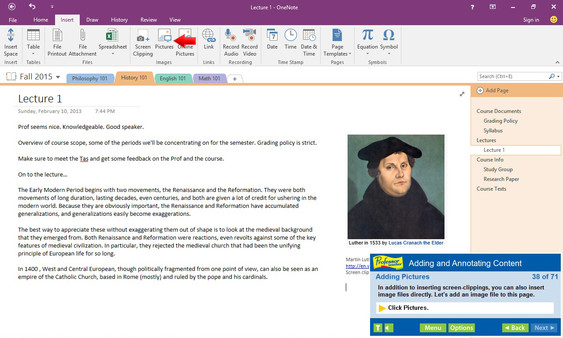 Lecture 1 - OneNote
File Home Insert Draw History Review View
Sign in
Insert Space
Table
File Printout
File Attachment
Spreadsheet
Screen Clipping
Pictures
Online Pictures
Link
Record Audio
Record Video
Date
Time
Date & Time
Page Templates
Equation
Symbol
Insert Tables Files Images Links Recording Time Stamp Pages Symbols
Fall 2015 Philosophy 101 History 101 English 101 Math 101 +
Search (Ctrl+E)
Add Page
Course Documents
Grading Policy
Syllabus
Lectures
Lecture 1
Course Info
Study Group
Research Paper
Course Texts
Lecture 1
Sunday, February 10, 2013 7:44 PM
Prof seems nice. Knowledgeable. Good speaker.
Overview of course scope, some of the periods we'll be concentrating on for the semester. Grading policy is strict.
Make sure to meet the Tas and get some feedback on the Prof and the course.
On to the lecture...
The Early Modern Period begins with two movements, the Renaissance and the Reformation. They were both
movements of long duration, lasting decades, even centuries, and both are given a lot of credit for ushering in the
modern world. Because they are obviously important, the Renaissance and Reformation have accumulated
generalizations, and generalizations easily become exaggerations.
The best way to appreciate these without exaggerating them out of shape is to look at the medieval background
that they emerged from. Both Renaissance and Reformation were reactions, even revolts against some of the key
features of medieval civilization. In particular, they rejected the medieval church that had been the unifying
principle of European life for so long.
In 1400 , West and Central European, though politically fragmented from one point of view, can also be seen as an
empire of the Catholic Church, based in Rome (mostly) and ruled by the pope and his cardinals.
Luther in 1533 by Lucas Cranach the Elder
Martin Lut
http://en.
Screen clip
Professor
Adding and Annotating Content
Adding Pictures 38 of 71
In addition to inserting screen-clippings, you can also insert
image files directly. Let's add an image file to this page.
Click Pictures.
T Menu Options Back Next